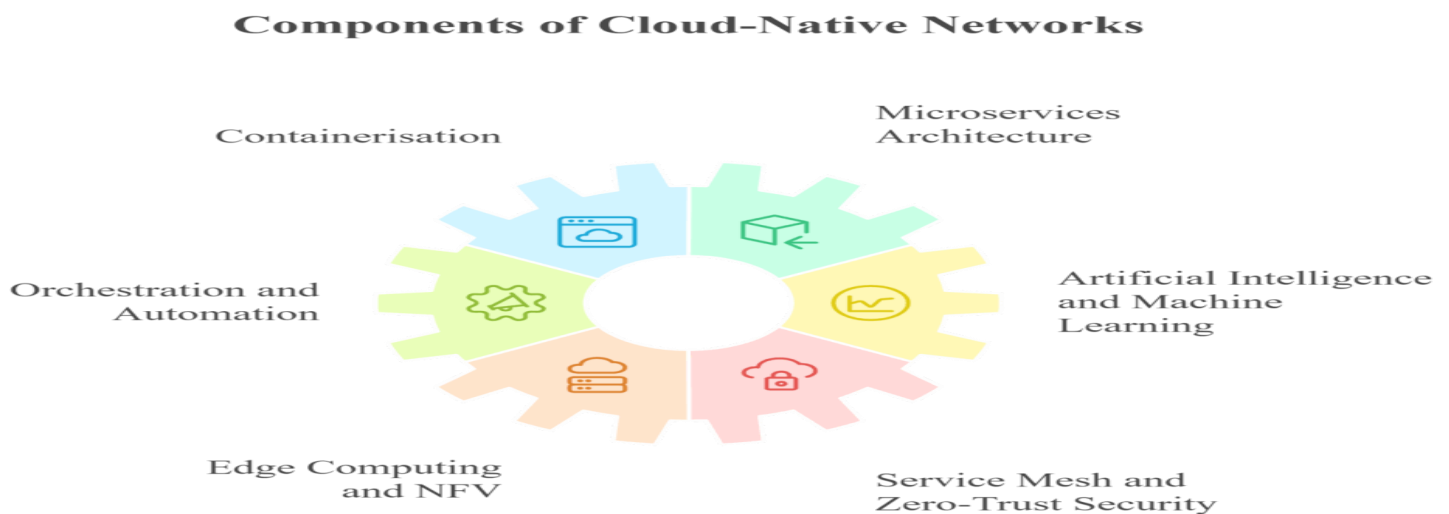 Components of Cloud-Native Networks
Containerisation
Microservices
Architecture
Orchestration and
Automation
Artificial Intelligence
and Machine
Learning
Edge Computing
and NFV
Service Mesh and
Zero-Trust Security